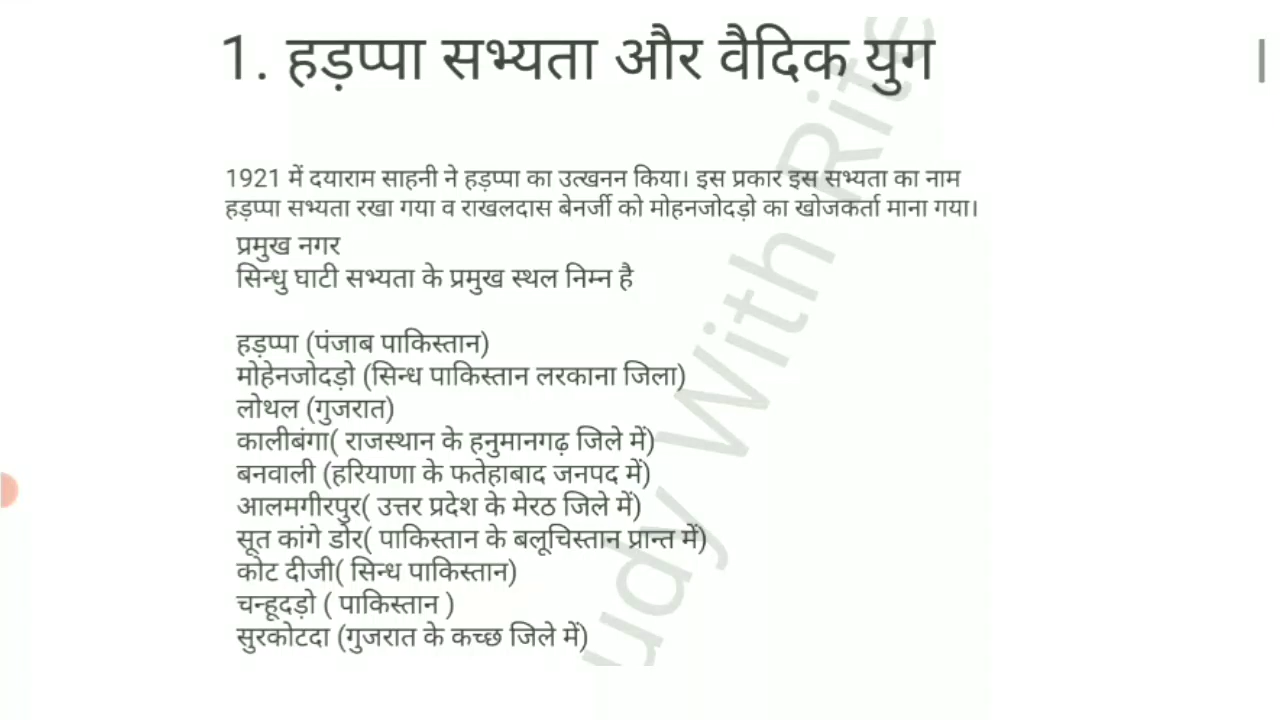 1. हड़प्पा सभ्यता और वैदिक युग
1921 में दयाराम साहनी ने हड़प्पा का उत्खनन किया। इस प्रकार इस सभ्यता का नाम
हड़प्पा सभ्यता रखा गया व राखलदास बेनर्जी को मोहनजोदड़ो का खोजकर्ता माना गया।
प्रमुख नगर
सिन्धु घाटी सभ्यता के प्रमुख स्थल निम्न है
हड़प्पा (पंजाब पाकिस्तान)
मोहेनजोदड़ो (सिन्ध पाकिस्तान लरकाना जिला)
लोथल (गुजरात)
कालीबंगा( राजस्थान के हनुमानगढ़ जिले में)
बनवाली (हरियाणा के फतेहाबाद जनपद में)
आलमगीरपुर( उत्तर प्रदेश के मेरठ जिले में)
सूत कांगे डोर( पाकिस्तान के बलूचिस्तान प्रान्त में)
कोट दीजी( सिन्ध पाकिस्तान)
चन्हूदड़ो ( पाकिस्तान )
सुरकोटदा (गुजरात के कच्छ जिले में)
udy With Rite